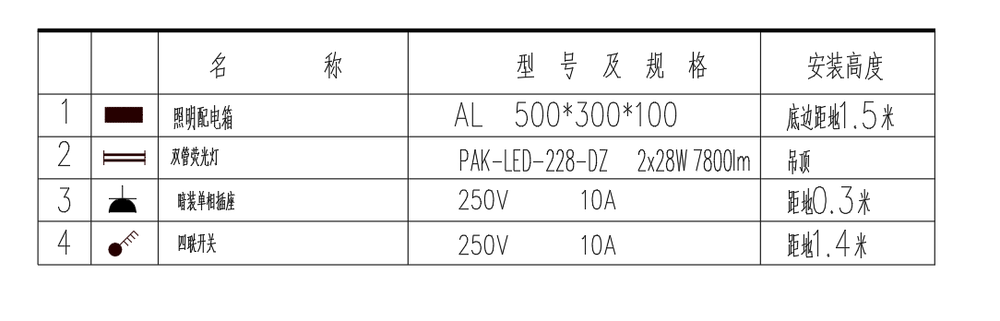 名 称 型 号 及 规 格 安装高度
1 照明配电箱 AL 500*300*100 底边距地1.5米
2 双管荧光灯 PAK-LED-228-DZ 2x28W 7800lm 吊顶
3 暗装单相插座 250V 10A 距地0.3米
4 四联开关 250V 10A 距地1.4米